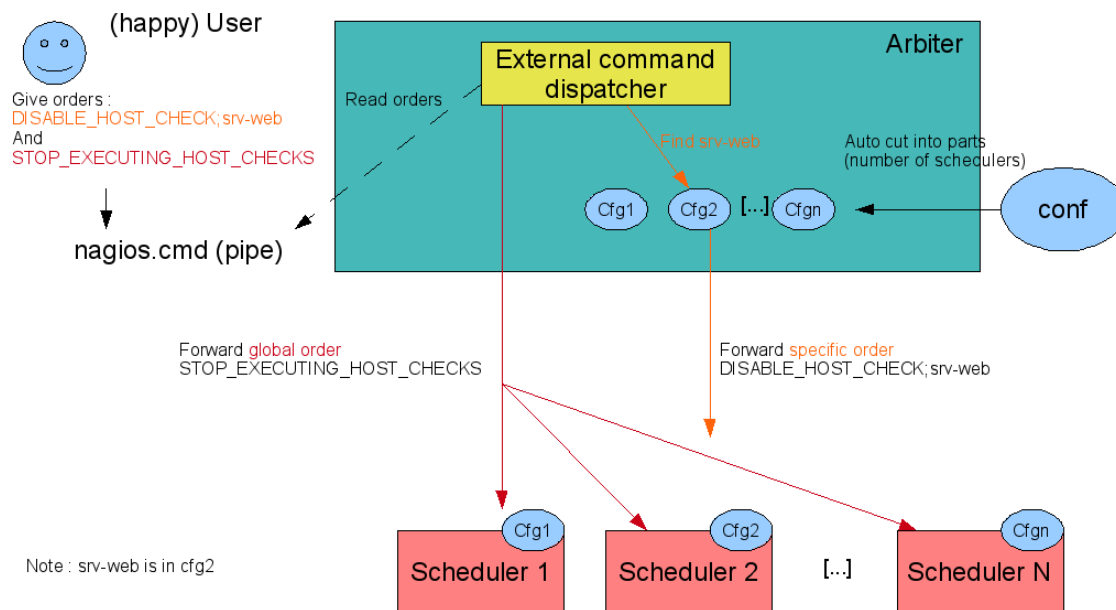 (happy) User
Give orders :
DISABLE_HOST_CHECK;srv-web
And
STOP_EXECUTING_HOST_CHECKS
nagios.cmd (pipe)
Read orders
Arbiter
External command
dispatcher
Find srv-web
Cfg1
Cfg2
[...]
Cfgn
Auto cut into parts
(number of schedulers)
conf
Forward global order
STOP_EXECUTING_HOST_CHECKS
Forward specific order
DISABLE_HOST_CHECK;srv-web
Cfg1
Scheduler 1
Cfg2
Scheduler 2
[...]
Cfgn
Scheduler N
Note : srv-web is in cfg2